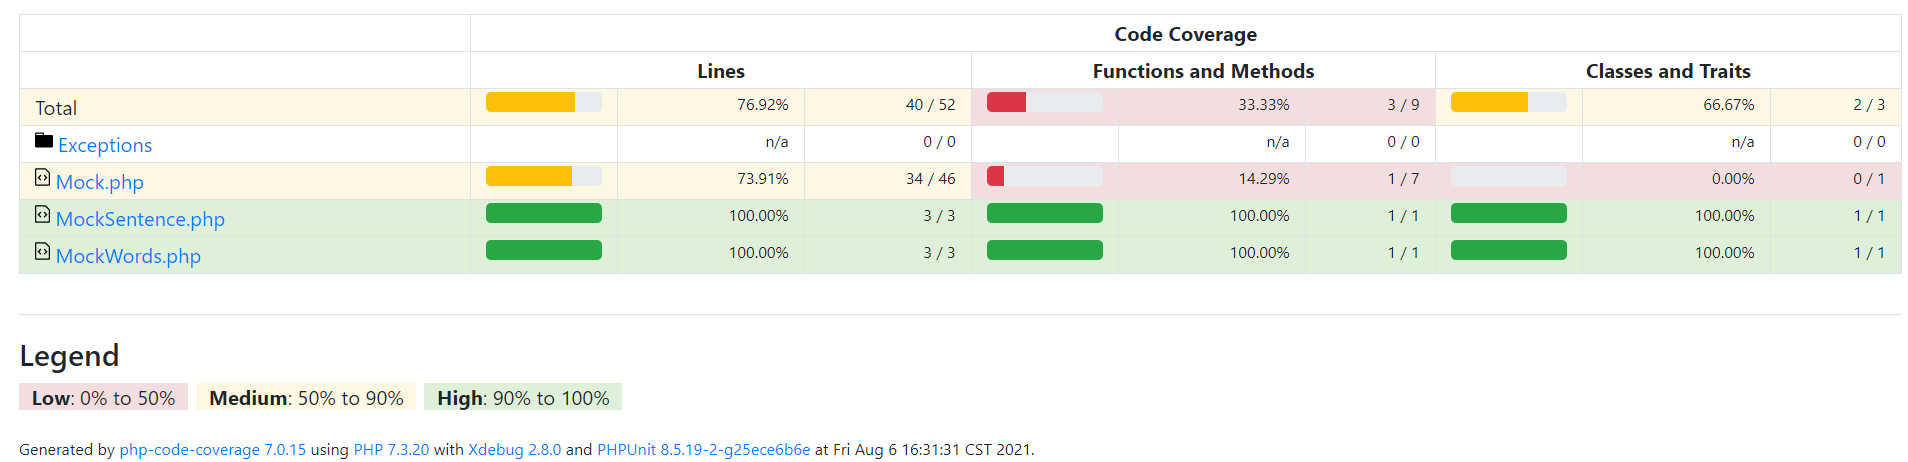 Code Coverage
Lines Functions and Methods Classes and Traits
Total 76.92% 40 / 52 33.33% 3 / 9 66.67% 2 / 3
Exceptions n/a 0 / 0 n/a 0 / 0 n/a 0 / 0
Mock.php 73.91% 34 / 46 14.29% 1 / 7 0.00% 0 / 1
MockSentence.php 100.00% 3 / 3 100.00% 1 / 1 100.00% 1 / 1
MockWords.php 100.00% 3 / 3 100.00% 1 / 1 100.00% 1 / 1
Legend
Low: 0% to 50% Medium: 50% to 90% High: 90% to 100%
Generated by php-code-coverage 7.0.15 using PHP 7.3.20 with Xdebug 2.8.0 and PHPUnit 8.5.19-2-g25ece6b6e at Fri Aug 6 16:31:31 CST 2021.